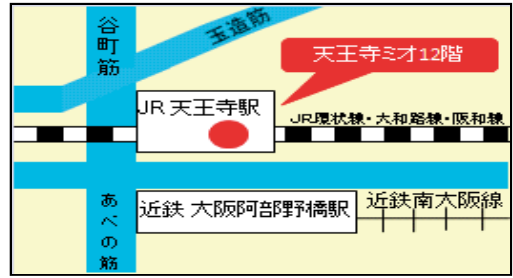 谷町筋
玉造筋
天王寺ミオ12階
JR 天王寺駅
JR環状線・大和路線・阪和線
あべの筋
近鉄 大阪阿部野橋駅
近鉄南大阪線